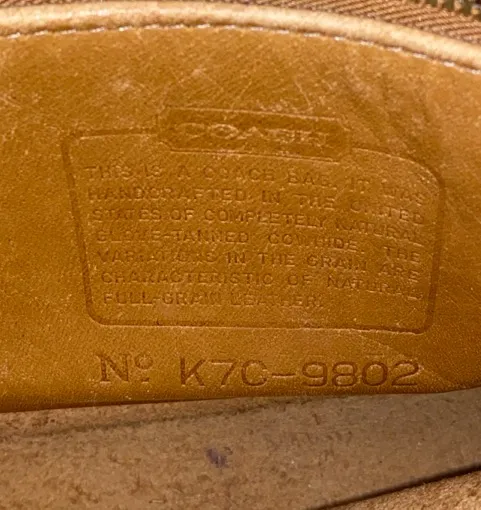 COACH
THIS IS A COACH BAG. IT WAS
HANDCRAFTED IN THE UNITED
STATES OF COMPLETELY NATURAL
GLOVE-TANNED COWHIDE. THE
VARIATIONS IN THE GRAIN ARE
CHARACTERISTIC OF NATURAL
FULL-GRAIN LEATHER.
Nº K7C-9802